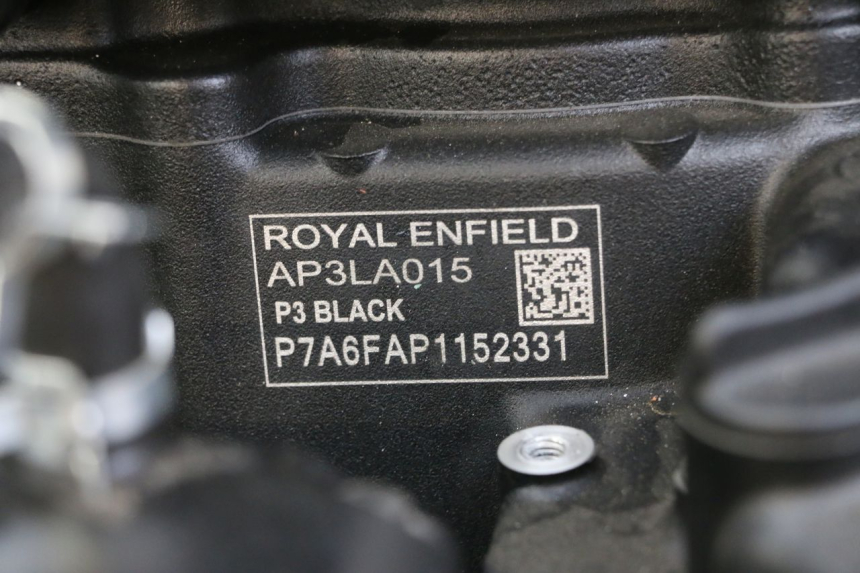 ROYAL ENFIELD
AP3LA015
P3 BLACK
P7A6FAP1152331